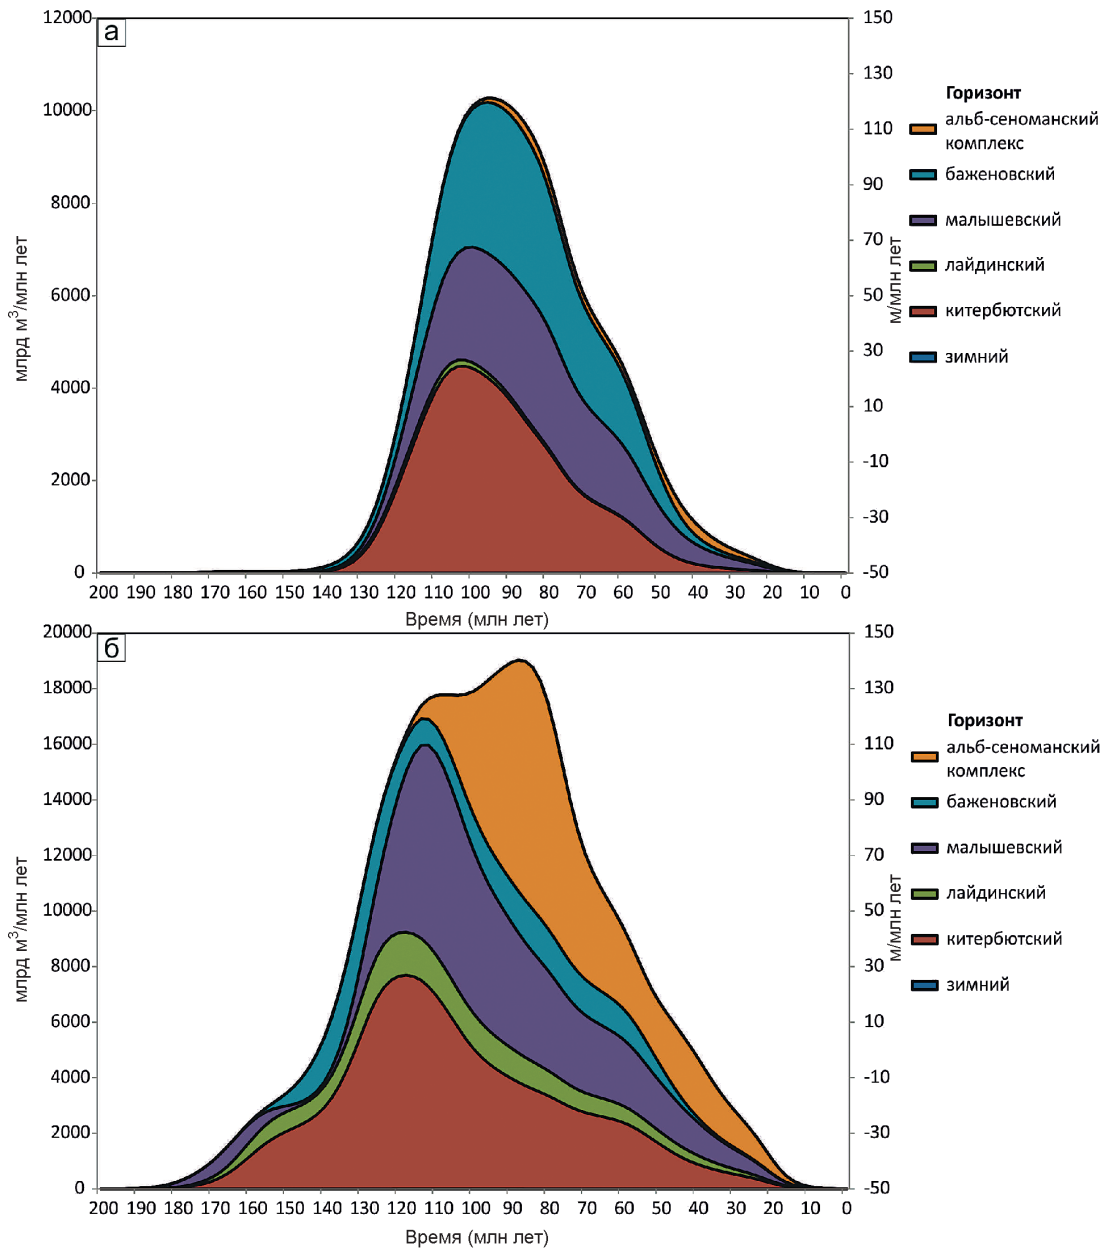 а
12000
10000
8000
6000
4000
2000
0
млрд м³/млн лет
150
130
110
90
70
50
30
10
-10
-30
-50
м/млн лет
200 190 180 170 160 150 140 130 120 110 100 90 80 70 60 50 40 30 20 10 0
Время (млн лет)
Горизонт
альб-сеноманский
комплекс
баженовский
малышевский
лайдинский
китербютский
зимний
б
20000
18000
16000
14000
12000
10000
8000
6000
4000
2000
0
млрд м³/млн лет
150
130
110
90
70
50
30
10
-10
-30
-50
м/млн лет
200 190 180 170 160 150 140 130 120 110 100 90 80 70 60 50 40 30 20 10 0
Время (млн лет)
Горизонт
альб-сеноманский
комплекс
баженовский
малышевский
лайдинский
китербютский
зимний